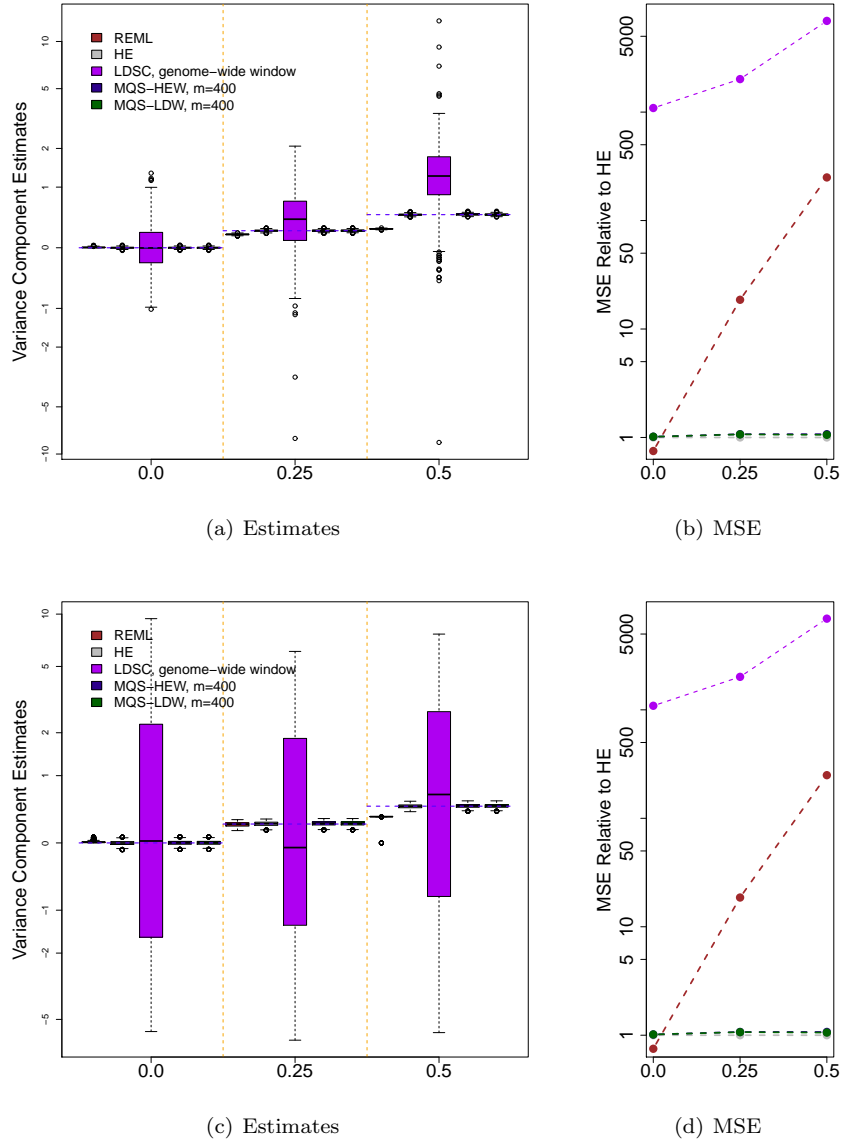 Variance Component Estimates
10
5
2
1
0
−1
−2
−5
−10
REML
HE
LDSC, genome−wide window
MQS−HEW, m=400
MQS−LDW, m=400
0.0 0.25 0.5
(a) Estimates
MSE Relative to HE
5000
500
50
10
5
1
0.0 0.25 0.5
(b) MSE
Variance Component Estimates
10
5
2
1
0
−1
−2
−5
REML
HE
LDSC, genome−wide window
MQS−HEW, m=400
MQS−LDW, m=400
0.0 0.25 0.5
(c) Estimates
MSE Relative to HE
5000
500
50
10
5
1
0.0 0.25 0.5
(d) MSE